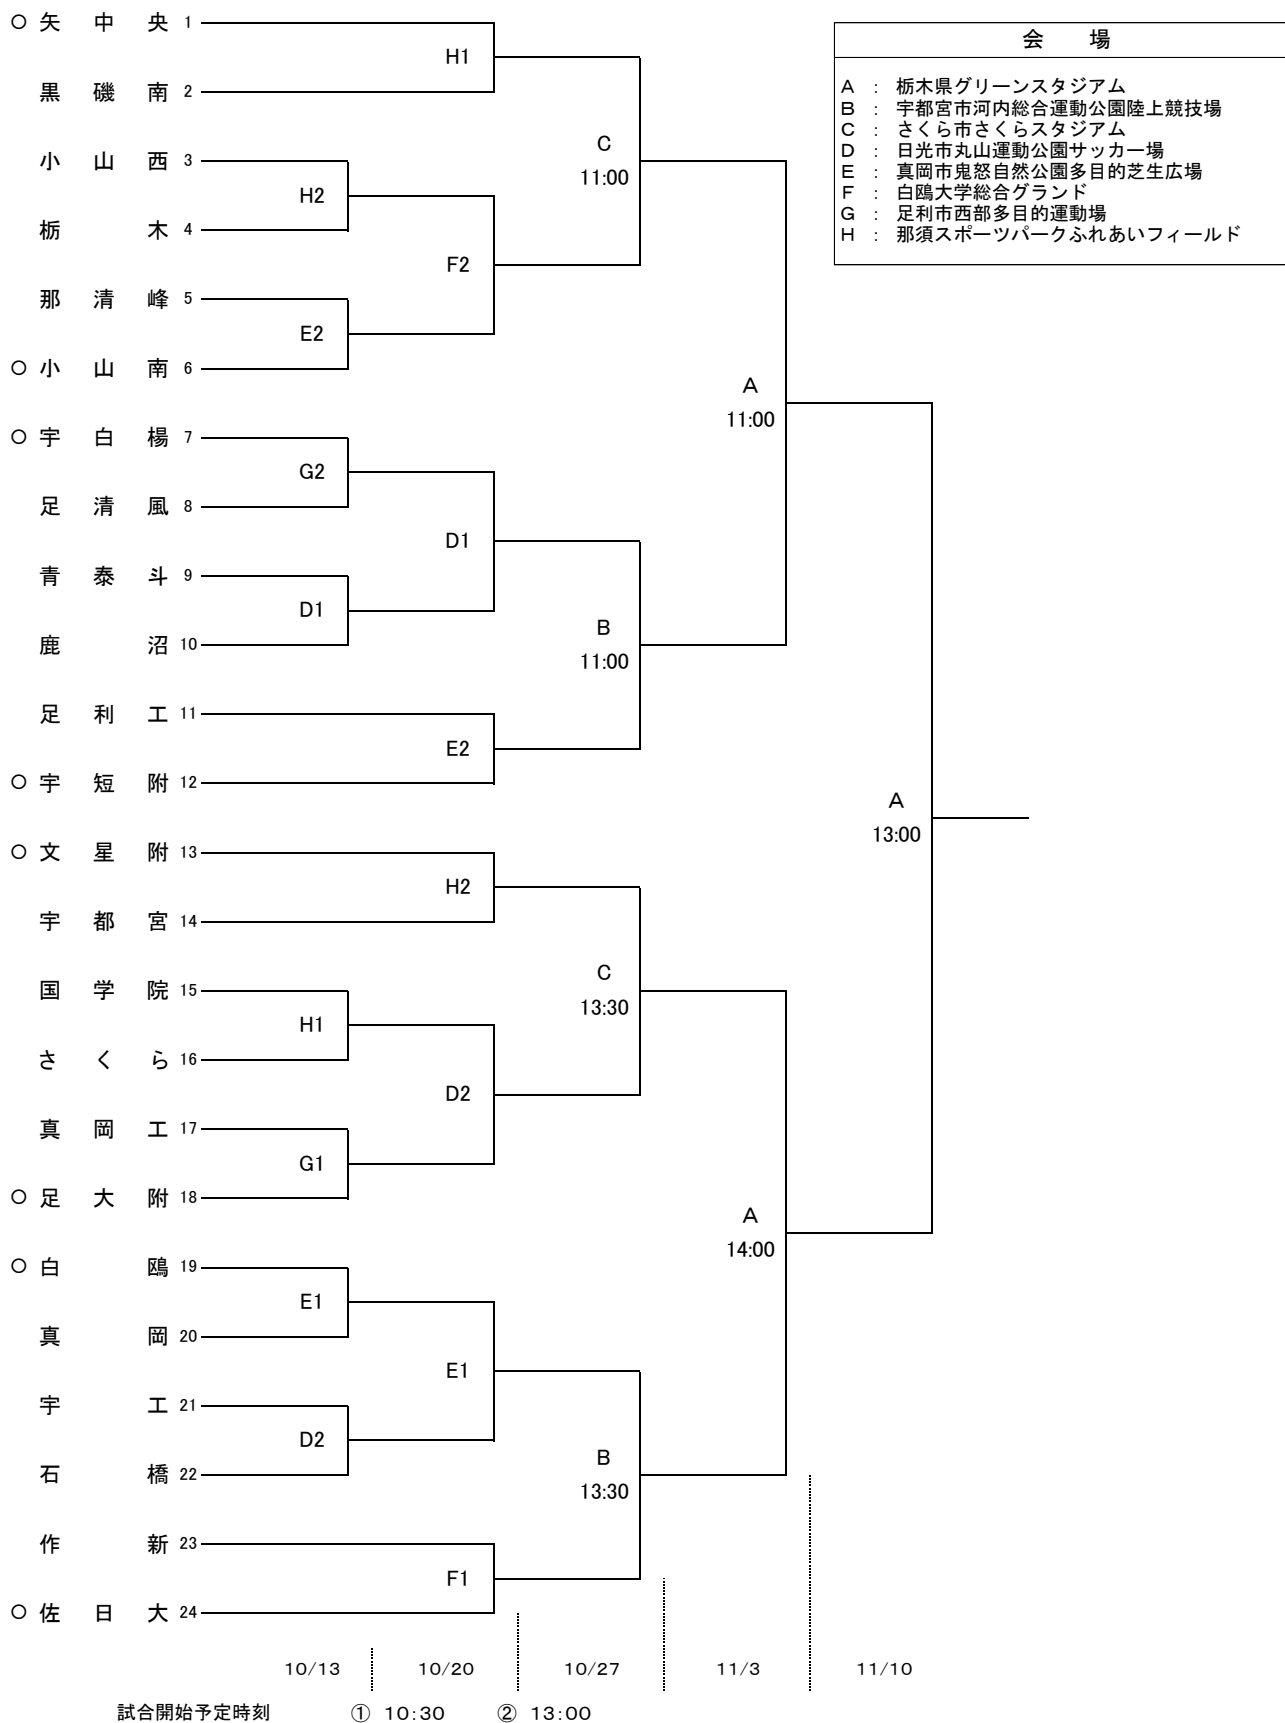 ○ 矢中央 1
H1
黒磯南 2
C
11:00
小山西 3
H2
栃木 4
F2
那清峰 5
E2
○ 小山南 6
A
11:00
○ 宇白楊 7
G2
足清風 8
D1
青泰斗 9
D1
鹿沼 10
B
11:00
足利工 11
E2
○ 宇短附 12
A
13:00
○ 文星附 13
H2
宇都宮 14
C
13:30
国学院 15
H1
さくら 16
D2
真岡工 17
G1
○ 足大附 18
A
14:00
○ 白鴎 19
E1
真岡 20
E1
宇工 21
D2
石橋 22
B
13:30
作新 23
F1
○ 佐日大 24
会場
A : 栃木県グリーンスタジアム
B : 宇都宮市河内総合運動公園陸上競技場
C : さくら市さくらスタジアム
D : 日光市丸山運動公園サッカー場
E : 真岡市鬼怒自然公園多目的芝生広場
F : 白鴎大学総合グランド
G : 足利市西部多目的運動場
H : 那須スポーツパークふれあいフィールド
10/13 10/20 10/27 11/3 11/10
試合開始予定時刻 ① 10:30 ② 13:00